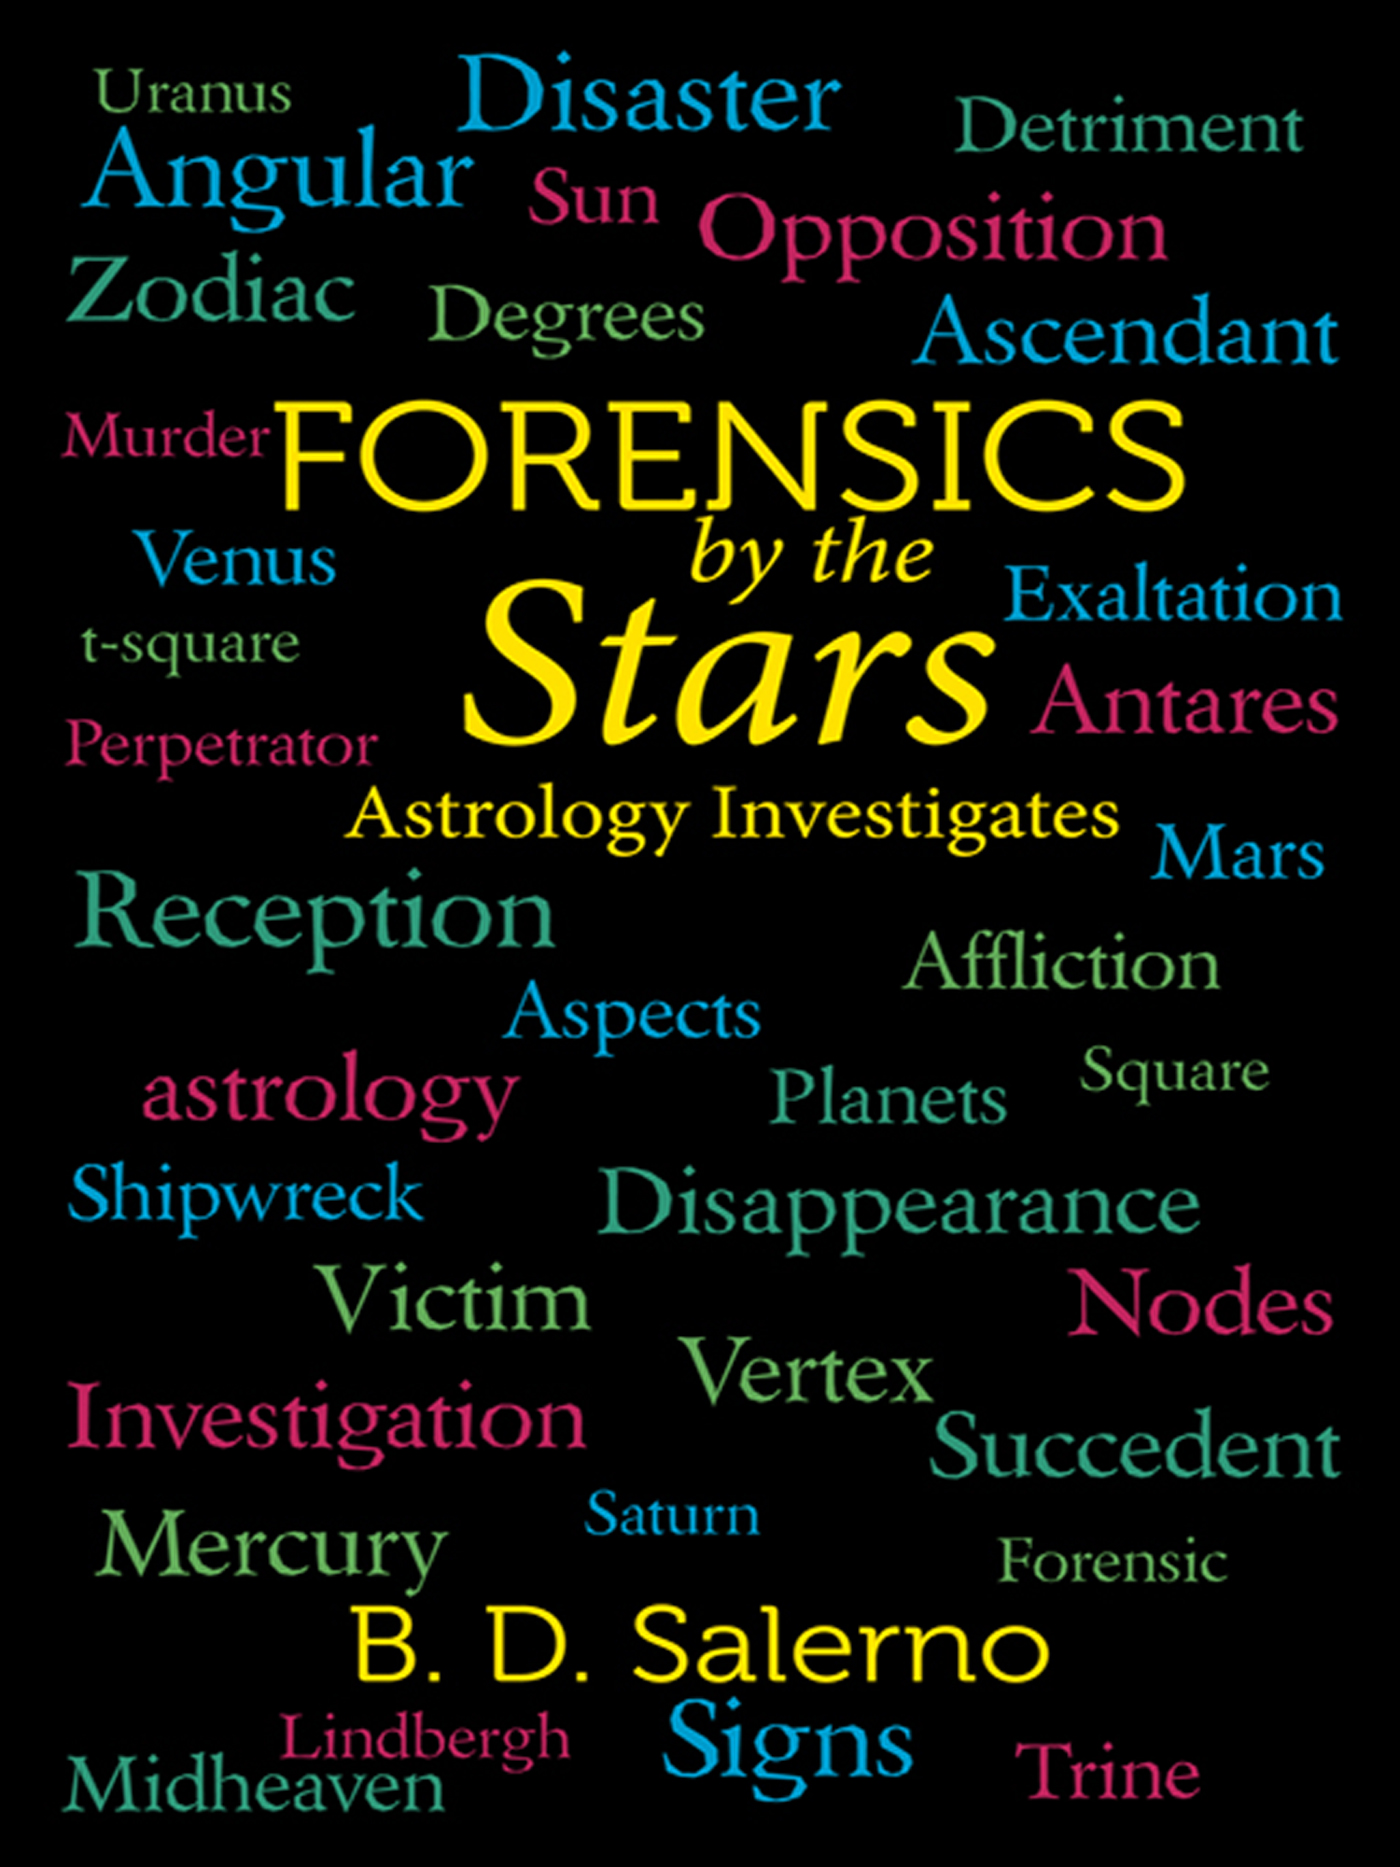 Uranus
Disaster
Detriment
Angular
Sun
Opposition
Zodiac
Degrees
Ascendant
Murder
FORENSICS
by the
Stars
Venus
Exaltation
t-square
Antares
Perpetrator
Astrology Investigates
Mars
Reception
Affliction
Aspects
astrology
Planets
Square
Shipwreck
Disappearance
Victim
Nodes
Vertex
Investigation
Succedent
Saturn
Mercury
Forensic
B. D. Salerno
Lindbergh
Signs
Trine
Midheaven